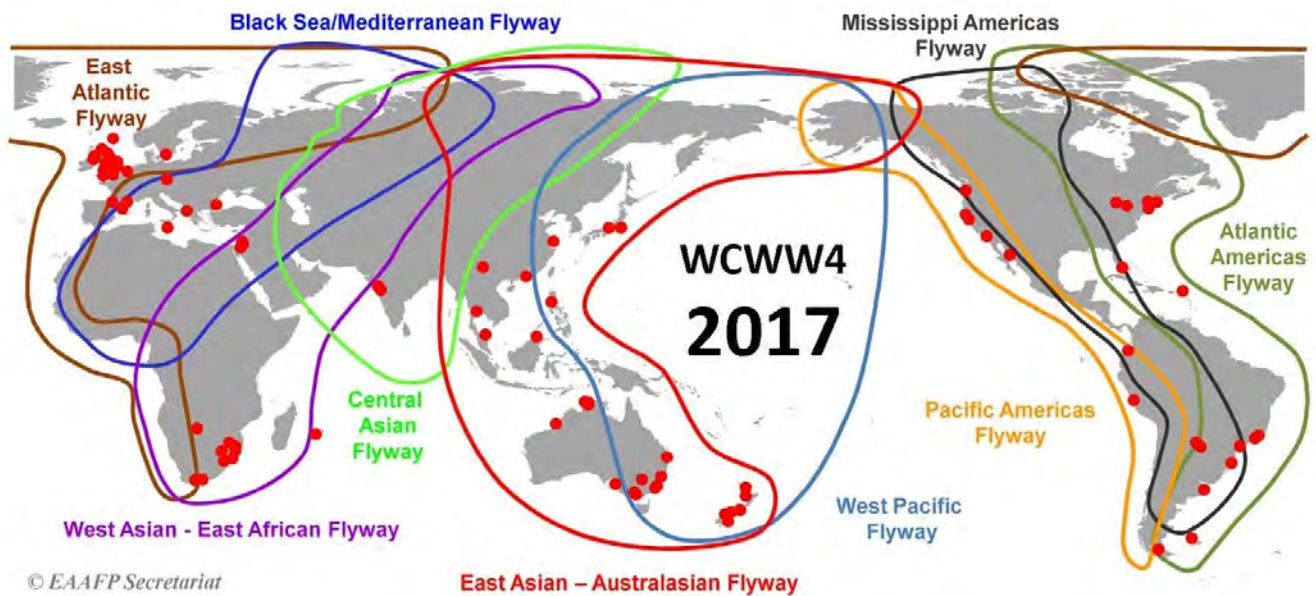 Black Sea/Mediterranean Flyway
Mississippi Americas
Flyway
East
Atlantic
Flyway
WCWW4
2017
Atlantic
Americas
Flyway
Central
Asian
Flyway
Pacific Americas
Flyway
West Asian - East African Flyway
West Pacific
Flyway
© EAAFP Secretariat
East Asian – Australasian Flyway